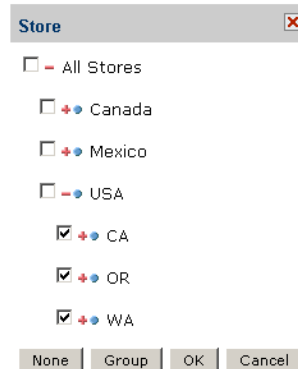 Store
All Stores
Canada
Mexico
USA
CA
OR
WA
None Group OK Cancel